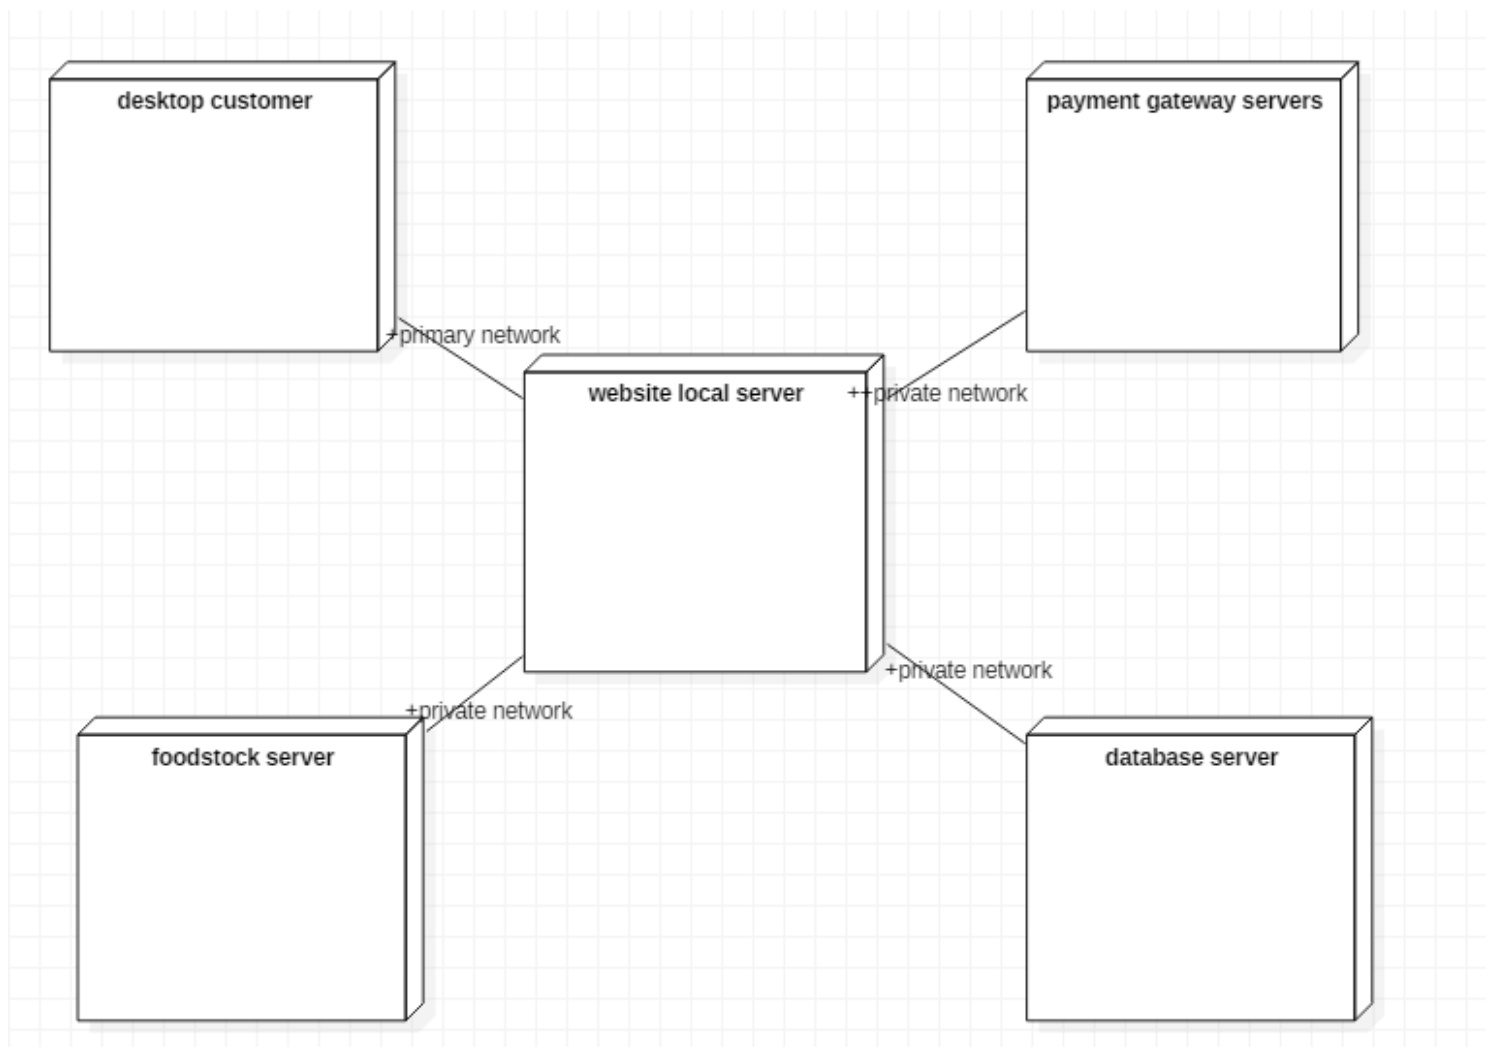 desktop customer
payment gateway servers
+primary network
website local server
++private network
+private network
+private network
foodstock server
database server